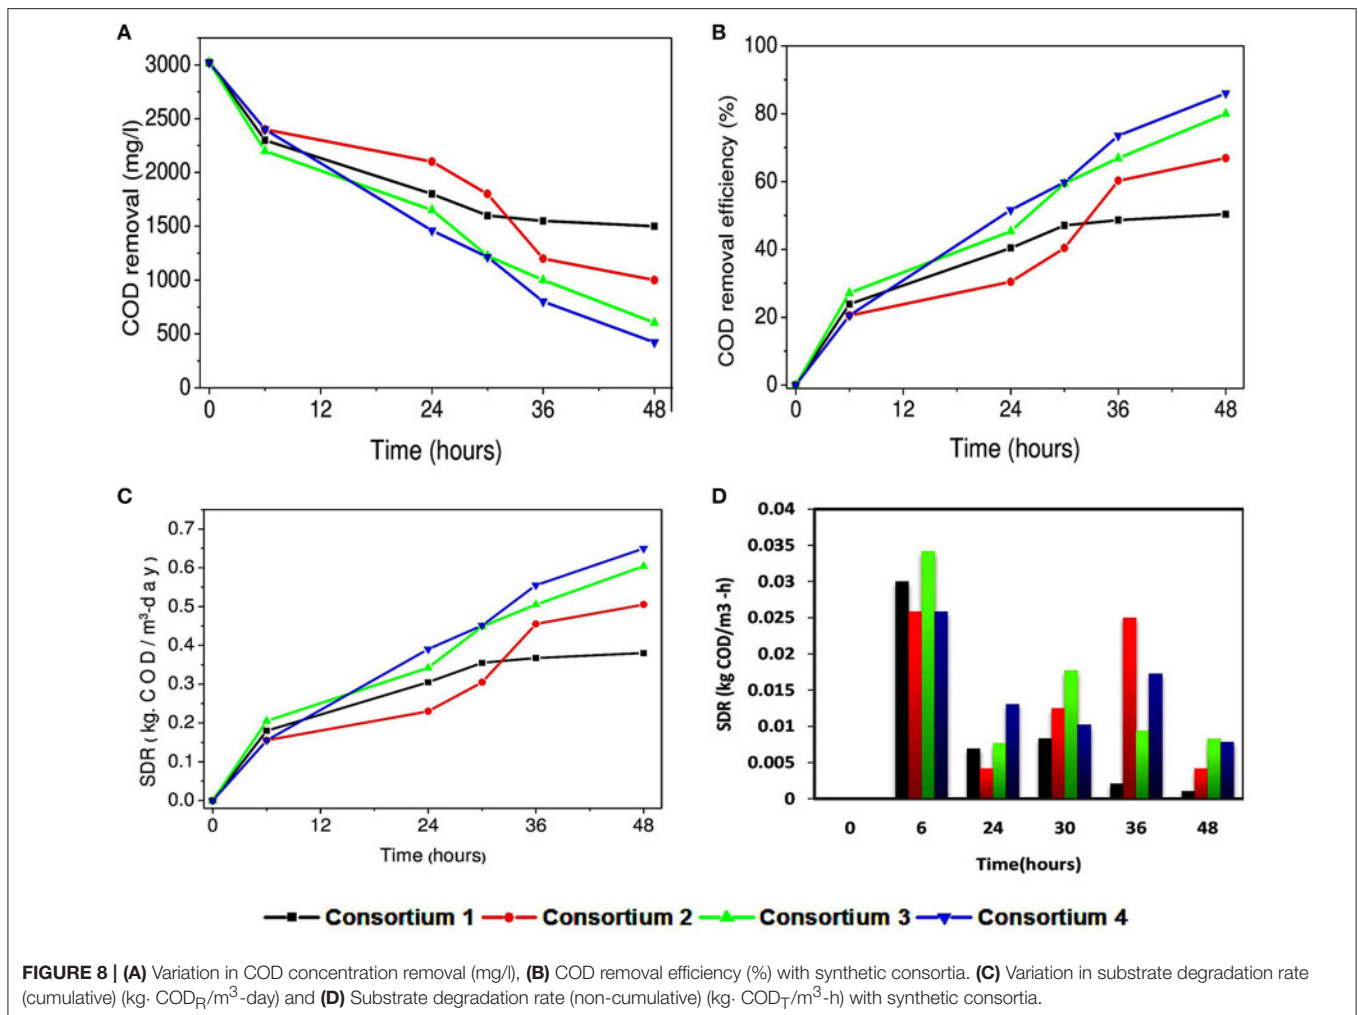 A
3000
2500
2000
1500
1000
500
0
COD removal (mg/l)
0 12 24 36 48
Time (hours)
B
100
80
60
40
20
0
COD removal efficiency (%)
0 12 24 36 48
Time (hours)
C
0.7
0.6
0.5
0.4
0.3
0.2
0.1
0.0
SDR ( kg. C O D / m³-d a y )
0 12 24 36 48
Time (hours)
D
0.04
0.035
0.03
0.025
0.02
0.015
0.01
0.005
0
SDR (kg COD/m3 -h)
0 6 24 30 36 48
Time(hours)
Consortium 1 Consortium 2 Consortium 3 Consortium 4
FIGURE 8 | (A) Variation in COD concentration removal (mg/l), (B) COD removal efficiency (%) with synthetic consortia. (C) Variation in substrate degradation rate
(cumulative) (kg· COD_R/m³-day) and (D) Substrate degradation rate (non-cumulative) (kg· COD_T/m³-h) with synthetic consortia.